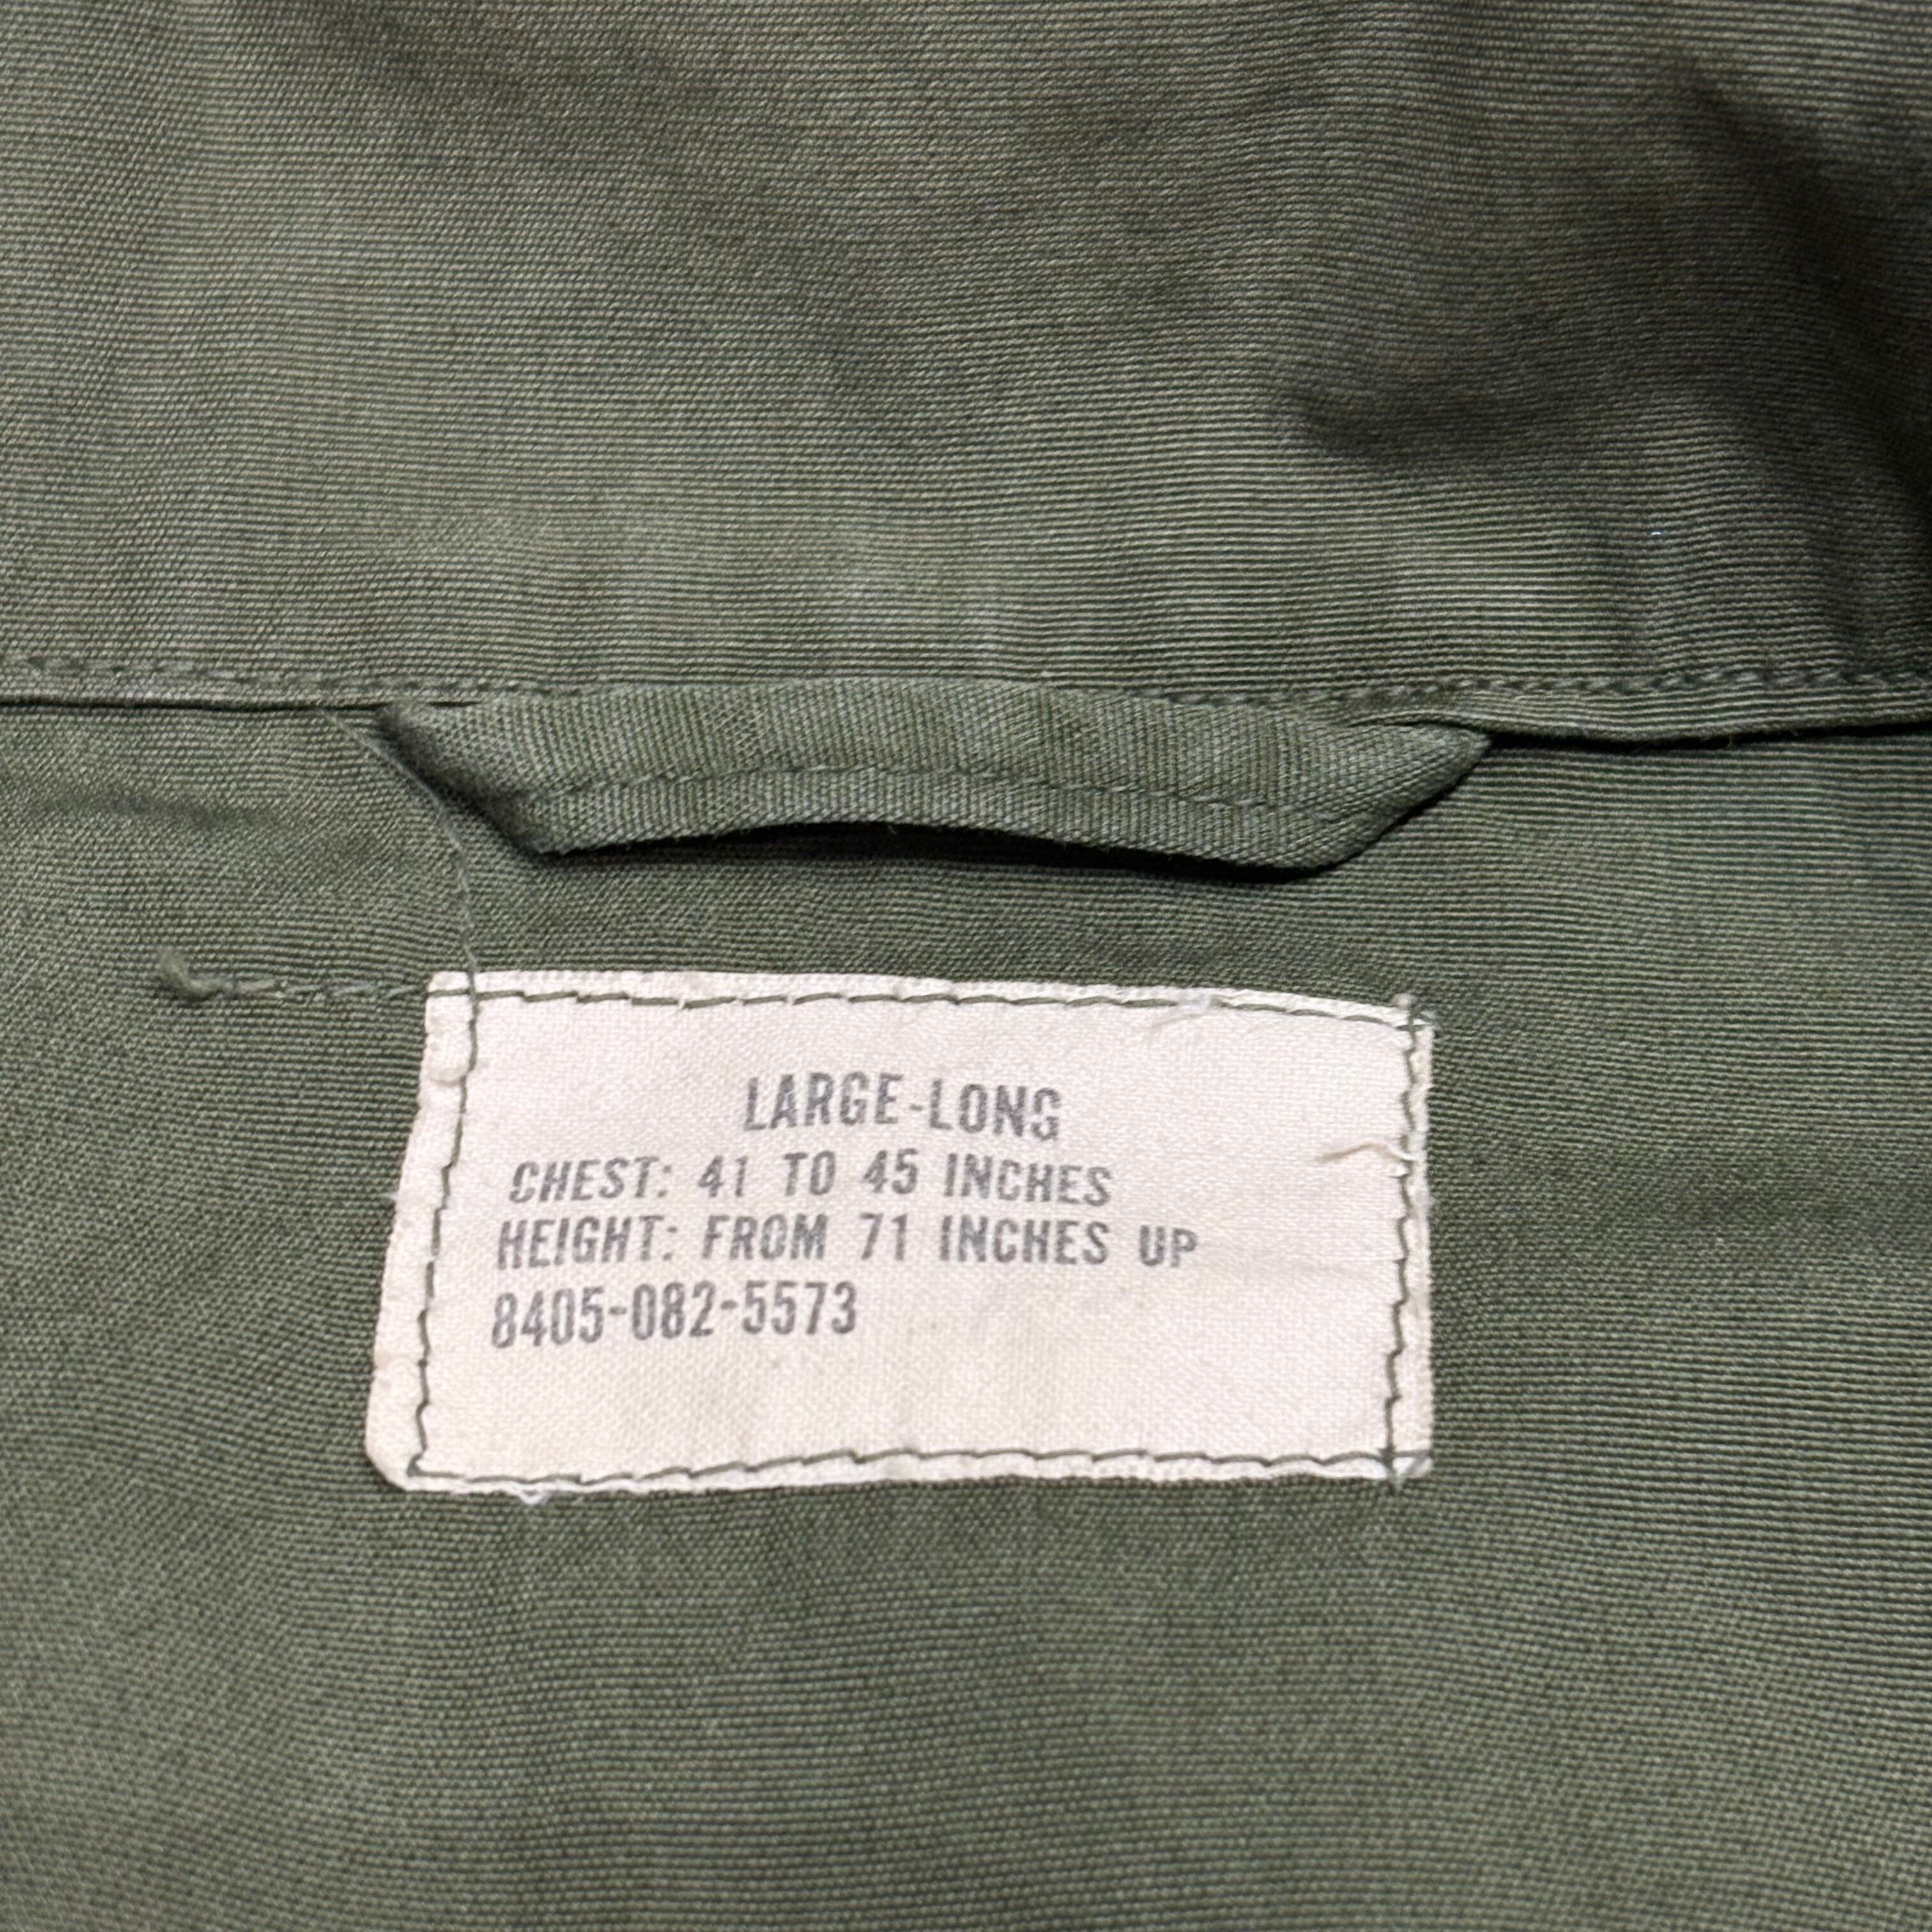 LARGE-LONG
CHEST: 41 TO 45 INCHES
HEIGHT: FROM 71 INCHES UP
8405-082-5573